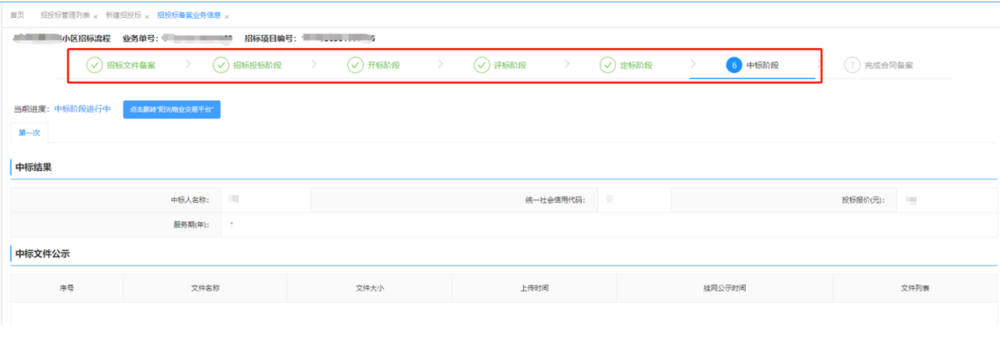 首页 招投标管理列表 × 新建招投标 × 招投标备案业务信息 ×
小区招标流程 业务单号： 招标项目编号：
招标文件备案 招标投标阶段 开标阶段 评标阶段 定标阶段 6 中标阶段 7 完成合同备案
当前进度：中标阶段进行中 点击跳转"阳光物业交易平台"
第一次
中标结果
中标人名称： 统一社会信用代码： 投标报价(元)：
服务期(年)：
中标文件公示
序号 文件名称 文件大小 上传时间 挂网公示时间 文件列表